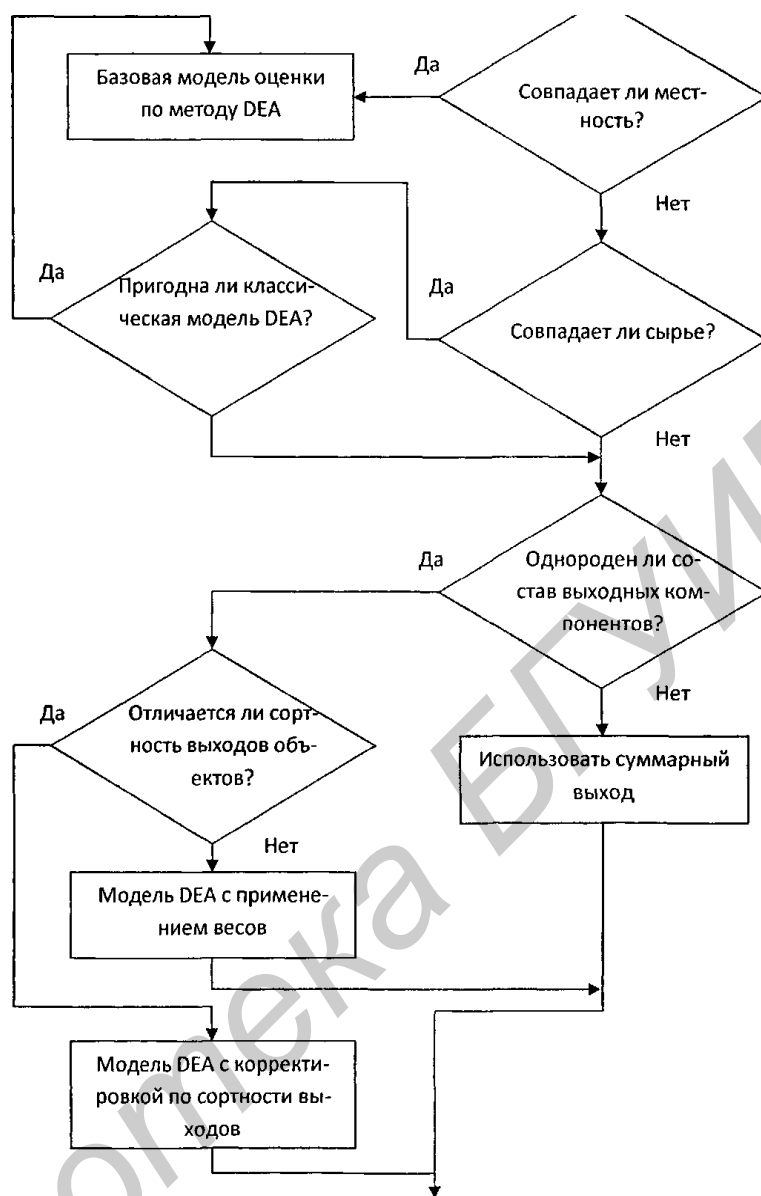 Базовая модель оценки
по методу DEA
Да
Совпадает ли мест-
ность?
Нет
Да
Пригодна ли класси-
ческая модель DEA?
Да
Совпадает ли сырье?
Нет
Да
Однороден ли со-
став выходных ком-
понентов?
Нет
Да
Отличается ли сорт-
ность выходов объ-
ектов?
Нет
Использовать суммарный
выход
Модель DEA с примене-
нием весов
Модель DEA с корректи-
ровкой по сортности вы-
ходов
отека БГУИ